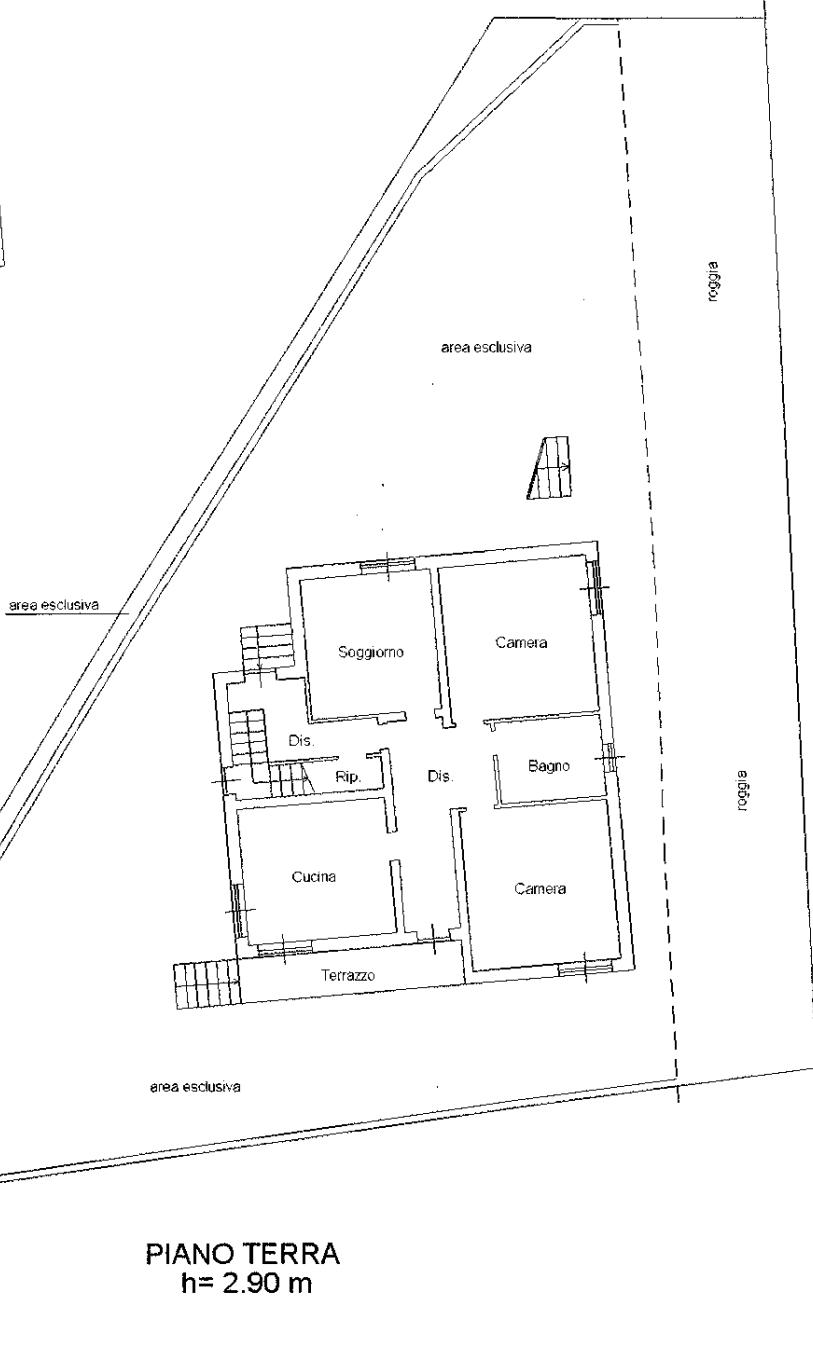 roggia
area esclusiva
area esclusiva
Soggiorno
Camera
Dis.
Rip.
Dis.
Bagno
roggia
Cucina
Camera
Terrazzo
area esclusiva
PIANO TERRA
h= 2.90 m